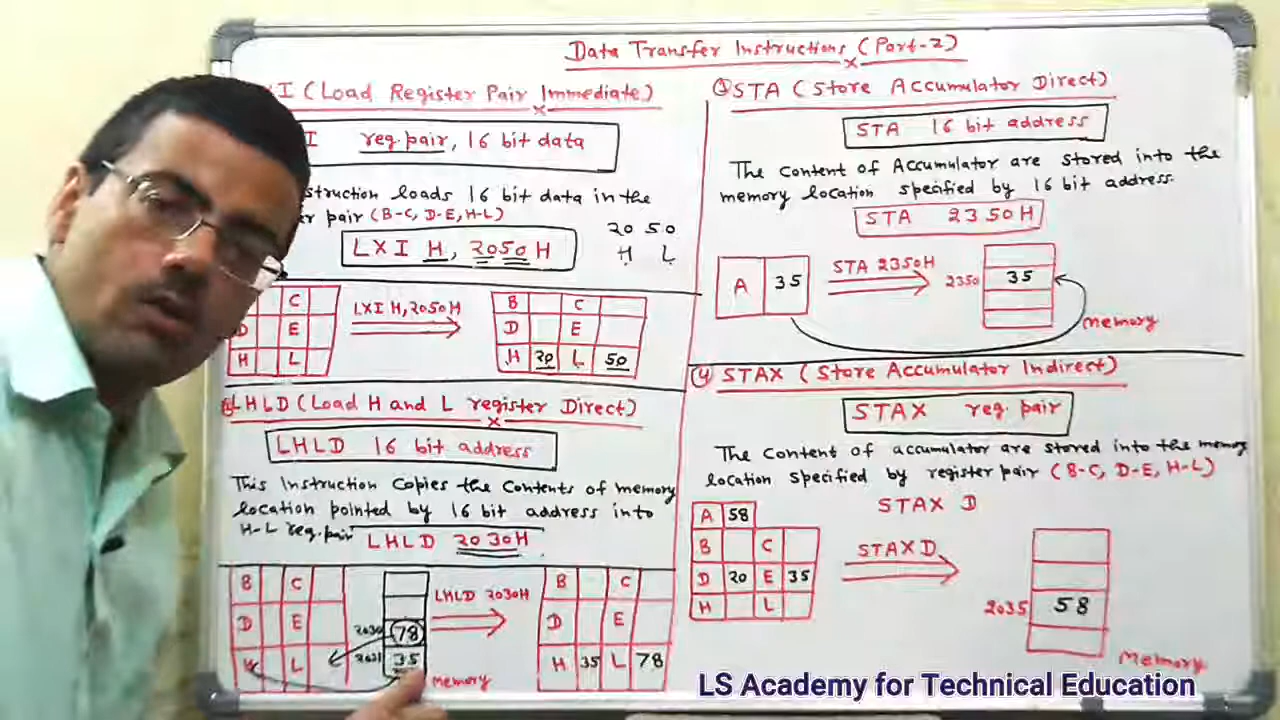 Data Transfer Instructions (Part-2)
I (Load Register Pair Immediate)
I reg. pair, 16 bit data
struction loads 16 bit data in the
er pair (B-C, D-E, H-L)
LXI H, 2050H
20 50
H L
C
D E
H L
LXI H, 2050H
B C
D E
H 20 L 50
LHLD (Load H and L register Direct)
LHLD 16 bit address
This Instruction Copies the Contents of memory
location pointed by 16 bit address into
H-L reg. pair
LHLD 2030H
B C
D E
H L
2030 78
2031 35
Memory
LHLD 2030H
B C
D E
H 35 L 78
③ STA (Store Accumulator Direct)
STA 16 bit address
The Content of Accumulator are stored into the
memory location specified by 16 bit address.
STA 2350H
A 35
STA 2350H
2350 35
Memory
④ STAX (Store Accumulator Indirect)
STAX reg. pair
The Content of accumulator are stored into the memory
location specified by register pair (B-C, D-E, H-L)
STAX D
A 58
B C
D 20 E 35
H L
STAX D
2035 58
Memory
LS Academy for Technical Education